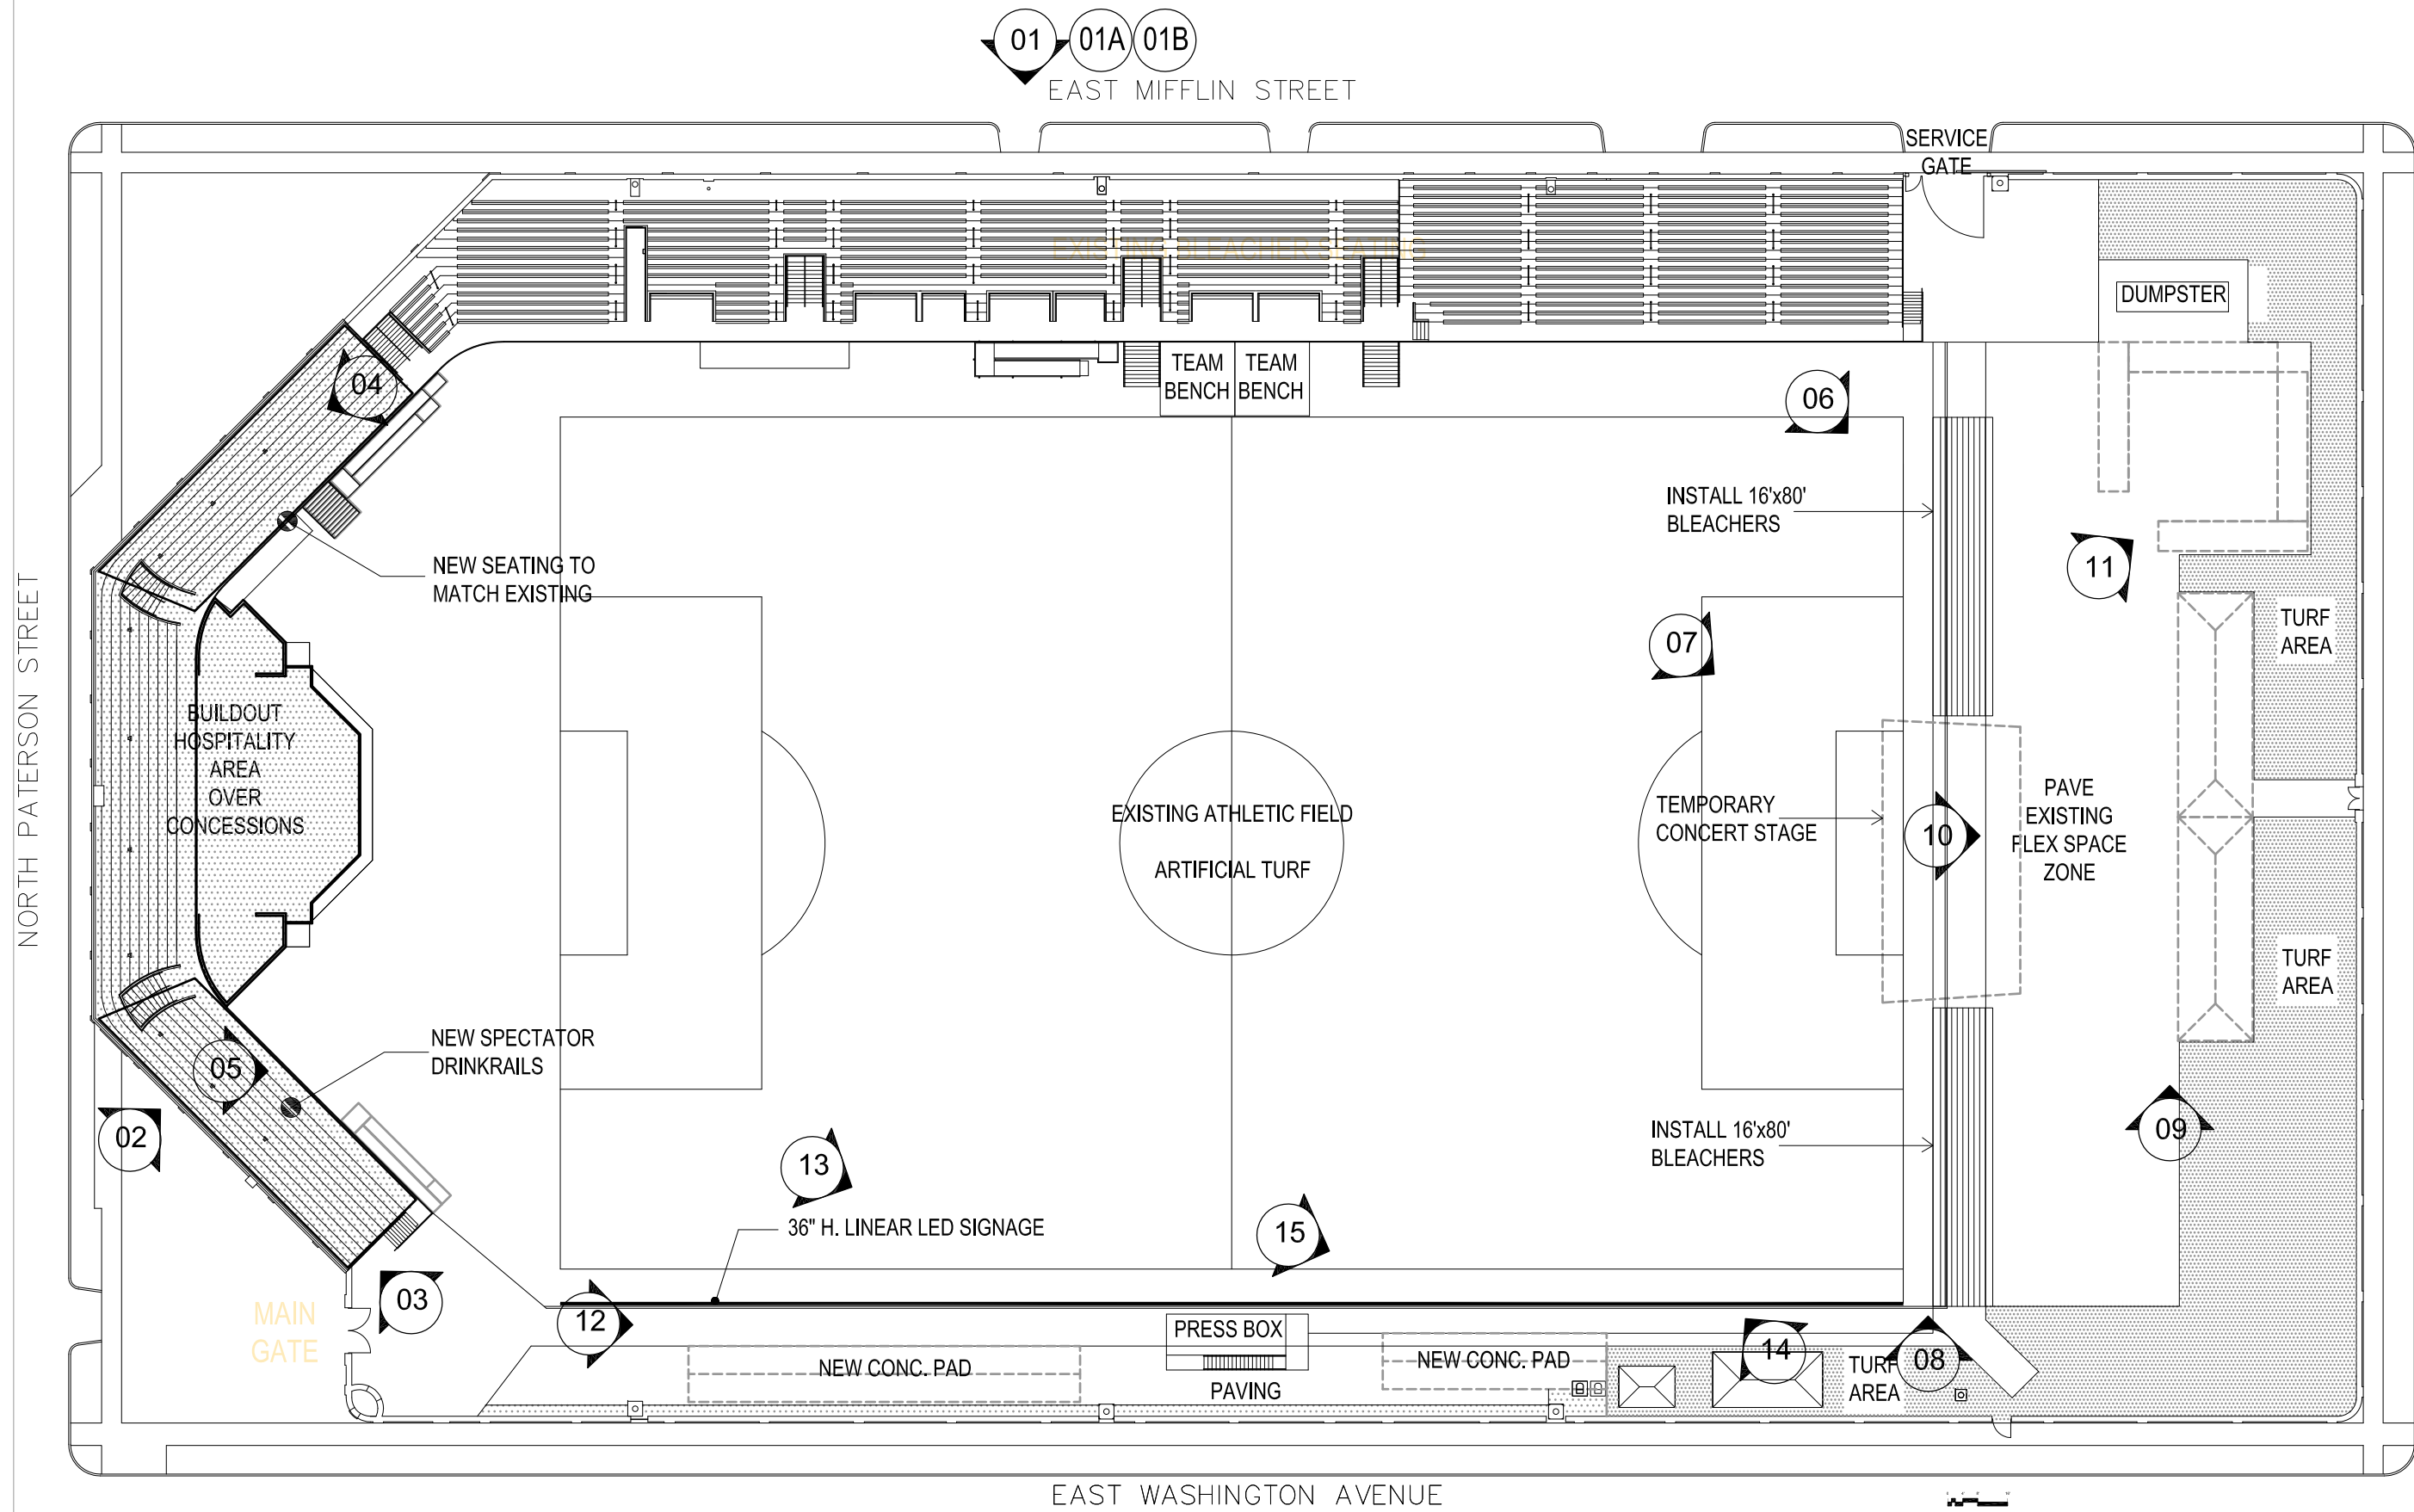 01 01A 01B
EAST MIFFLIN STREET
SERVICE
GATE
EXISTING BLEACHER SEATING
DUMPSTER
TEAM
BENCH
TEAM
BENCH
04
06
INSTALL 16'x80'
BLEACHERS
11
NEW SEATING TO
MATCH EXISTING
NORTH PATERSON STREET
TURF
AREA
07
BUILDOUT
HOSPITALITY
AREA
OVER
CONCESSIONS
EXISTING ATHLETIC FIELD
ARTIFICIAL TURF
TEMPORARY
CONCERT STAGE
10
PAVE
EXISTING
FLEX SPACE
ZONE
TURF
AREA
NEW SPECTATOR
DRINKRAILS
05
02
13
INSTALL 16'x80'
BLEACHERS
09
36" H. LINEAR LED SIGNAGE
15
MAIN
GATE
03
12
PRESS BOX
NEW CONC. PAD
PAVING
NEW CONC. PAD
14
TURF
AREA
08
EAST WASHINGTON AVENUE